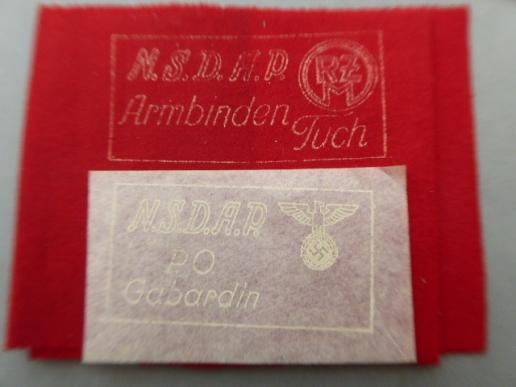 N.S.D.A.P.
RZM
Armbinden
Tuch
N.S.D.A.P.
P.O
Gabardin